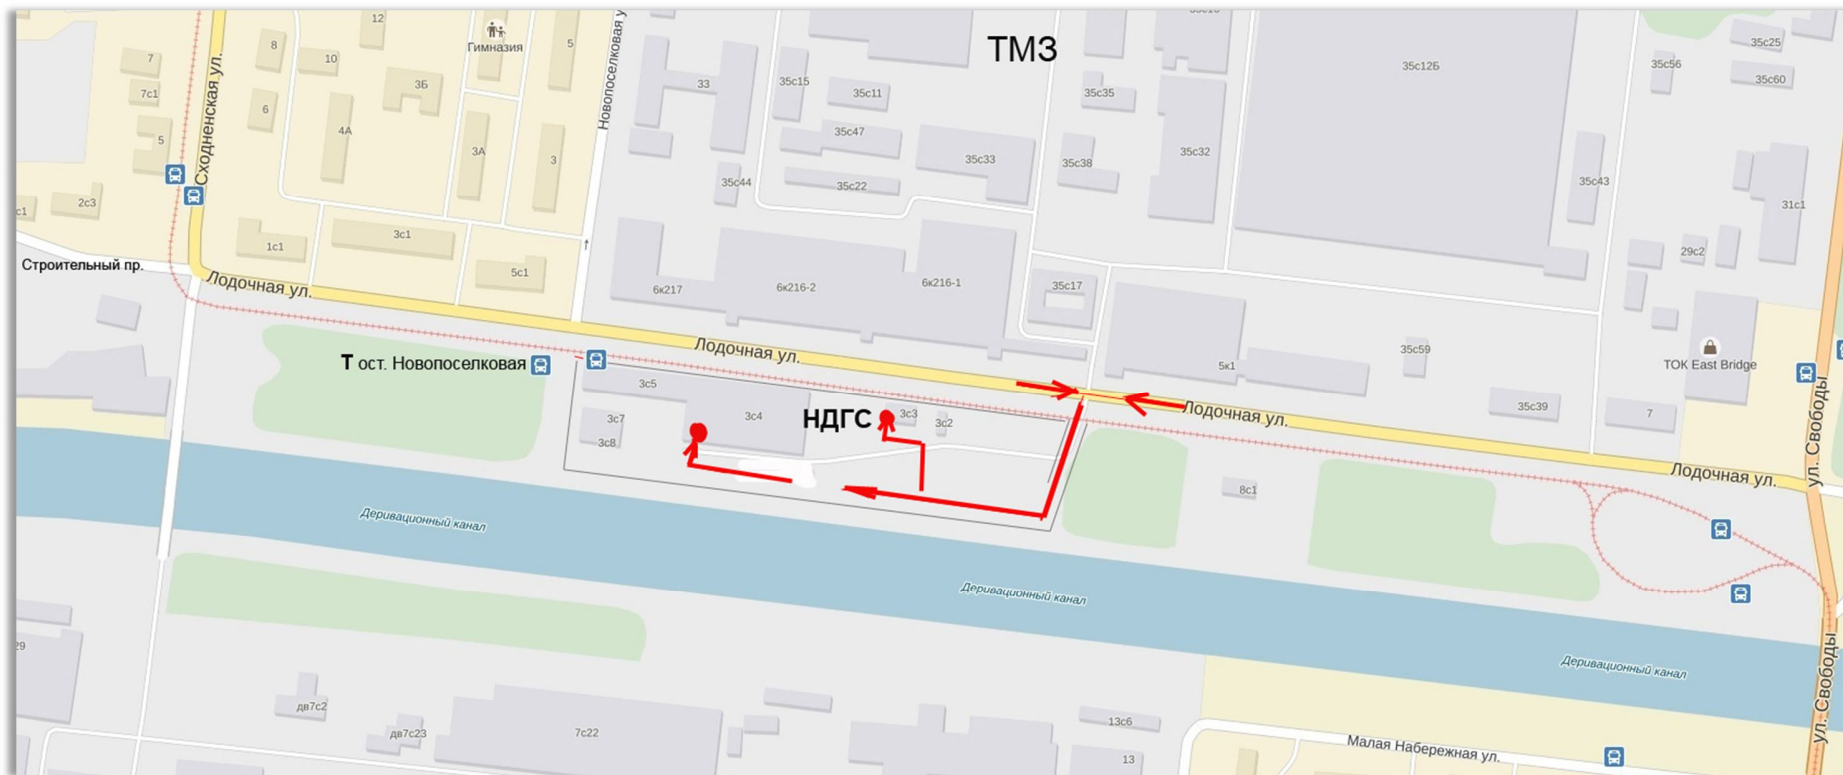 12
ТМЗ
Гимназия
8
5
Новопоселковая у
35с25
7
10
33
35с15
35с12Б
35с56
35с60
3Б
7с1
35с11
35с35
6
Сходненская ул.
4А
35с47
5
3А
3
35с33
35с38
35с32
35с44
35с22
35с43
2с3
с1
31с1
3с1
1с1
29с2
Строительный пр.
5с1
Лодочная ул.
6к217
6к216-2
6к216-1
35с17
Лодочная ул.
35с59
Т ост. Новопоселковая
5к1
ТОК East Bridge
3с5
Лодочная ул.
35с39
7
ул. Свободы
3с7
3с4
НДГС
3с3
3с2
3с8
Лодочная ул.
8с1
Деривационный канал
Деривационный канал
29
Деривационный канал
ул. Свободы
дв7с2
дв7с23
7с22
13с6
13
Малая Набережная ул.